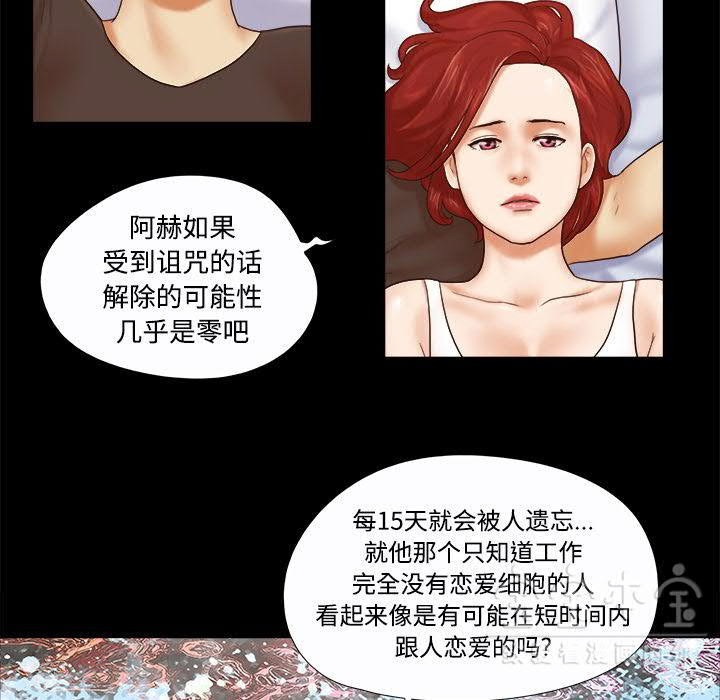 阿赫如果
受到诅咒的话
解除的可能性
几乎是零吧
每15天就会被人遗忘...
就他那个只知道工作
完全没有恋爱细胞的人
看起来像是有可能在短时间内
跟人恋爱的吗?